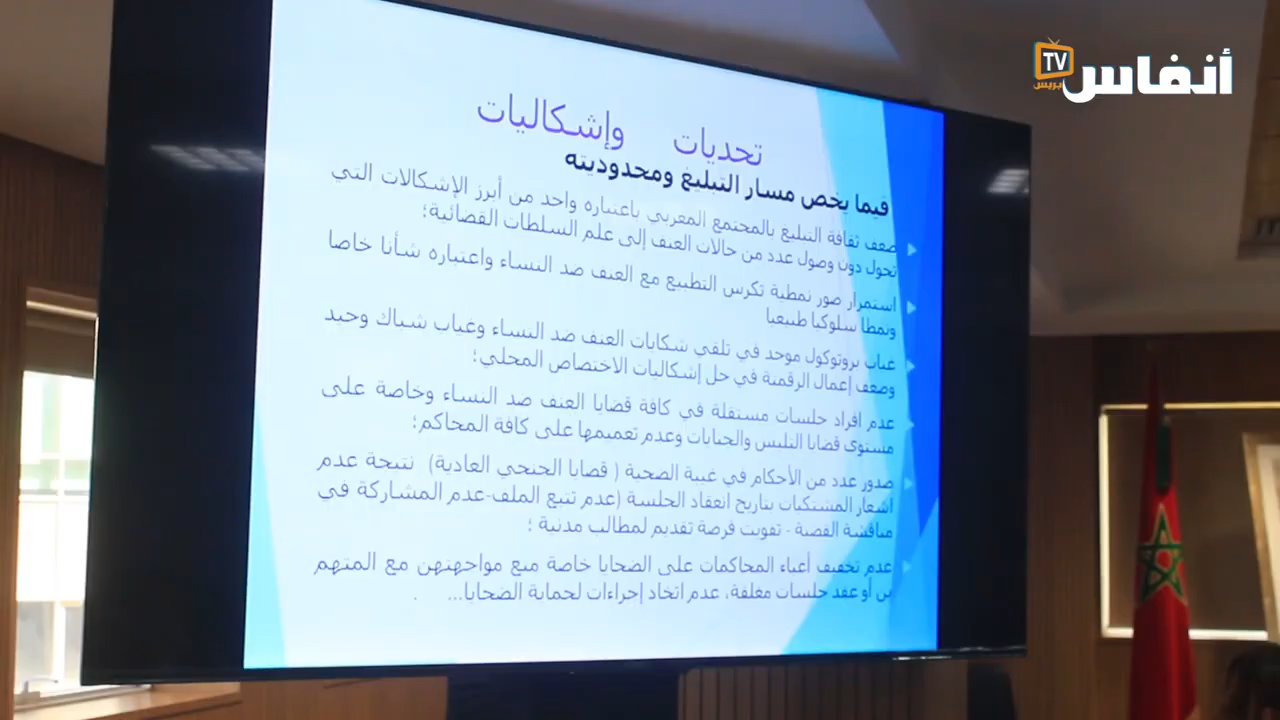 أنفاس
TV
بريس
تحديات وإشكاليات
فيما يخص مسار التبليغ ومحدوديته
ضعف ثقافة التبليغ بالمجتمع المغربي باعتباره واحد من أبرز الإشكالات التي
تحول دون وصول عدد من حالات العنف إلى علم السلطات القضائية؛
استمرار صور نمطية تكرس التطبيع مع العنف ضد النساء واعتباره شأنا خاصا
ونمطا سلوكيا طبيعيا
غياب بروتوكول موحد في تلقي شكايات العنف ضد النساء وغياب شباك وحيد
وضعف إعمال الرقمنة في حل إشكاليات الاختصاص المحلي؛
عدم افراد جلسات مستقلة في كافة قضايا العنف ضد النساء وخاصة على
مستوى قضايا التلبس والجنايات وعدم تعميمها على كافة المحاكم؛
صدور عدد من الأحكام في غيبة الضحية ( قضايا الجنحي العادية) نتيجة عدم
اشعار المشتكيات بتاريخ انعقاد الجلسة (عدم تتبع الملف-عدم المشاركة في
مناقشة القضية - تفويت فرصة تقديم لمطالب مدنية ؛
عدم تخفيف أعباء المحاكمات على الضحايا خاصة منع مواجهتهن مع المتهم
ين أو عقد جلسات مغلقة، عدم اتخاد إجراءات لحماية الضحايا... .